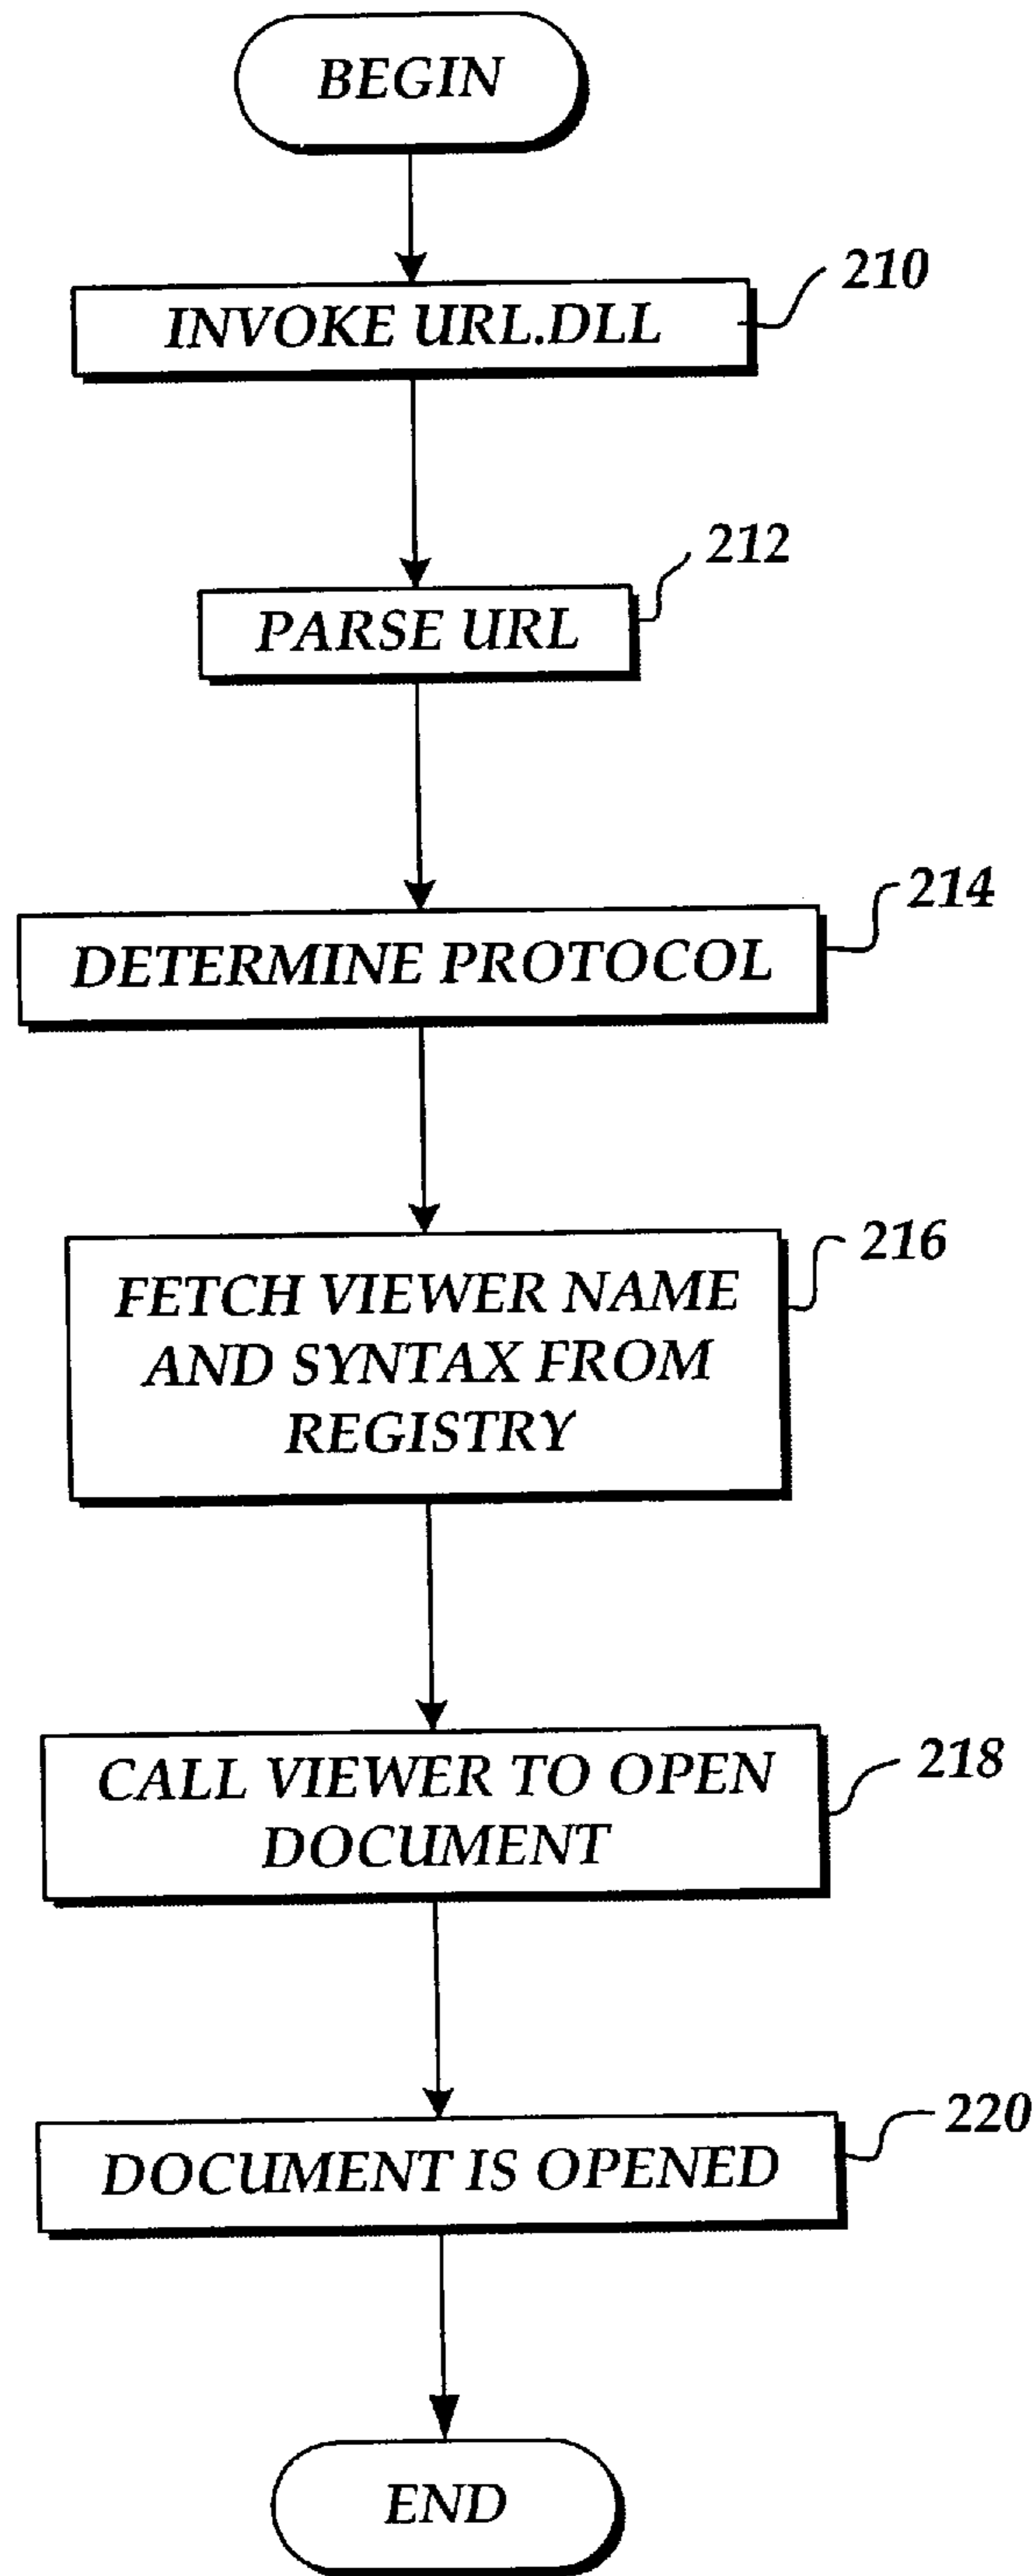 BEGIN
210
INVOKE URL.DLL
212
PARSE URL
214
DETERMINE PROTOCOL
216
FETCH VIEWER NAME
AND SYNTAX FROM
REGISTRY
218
CALL VIEWER TO OPEN
DOCUMENT
220
DOCUMENT IS OPENED
END